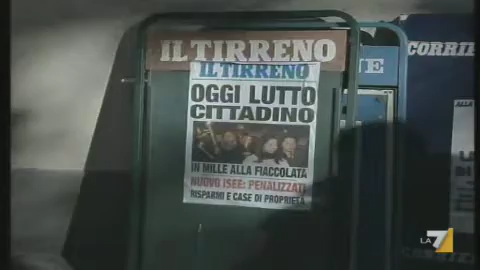 IL TIRRENO
IL TIRRENO
OGGI LUTTO
CITTADINO
IN MILLE ALLA FIACCOLATA
NUOVO ISEE: PENALIZZATI
RISPARMI E CASE DI PROPRIETÀ
CORRIE
ALLA
LA7